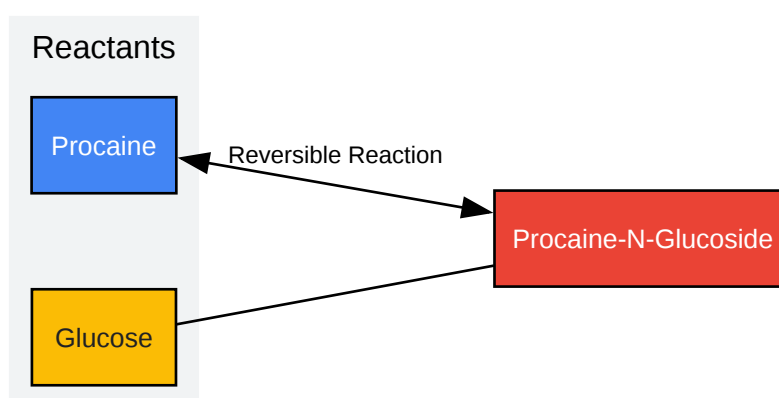 Reactants
Procaine
Reversible Reaction
Procaine-N-Glucoside
Glucose